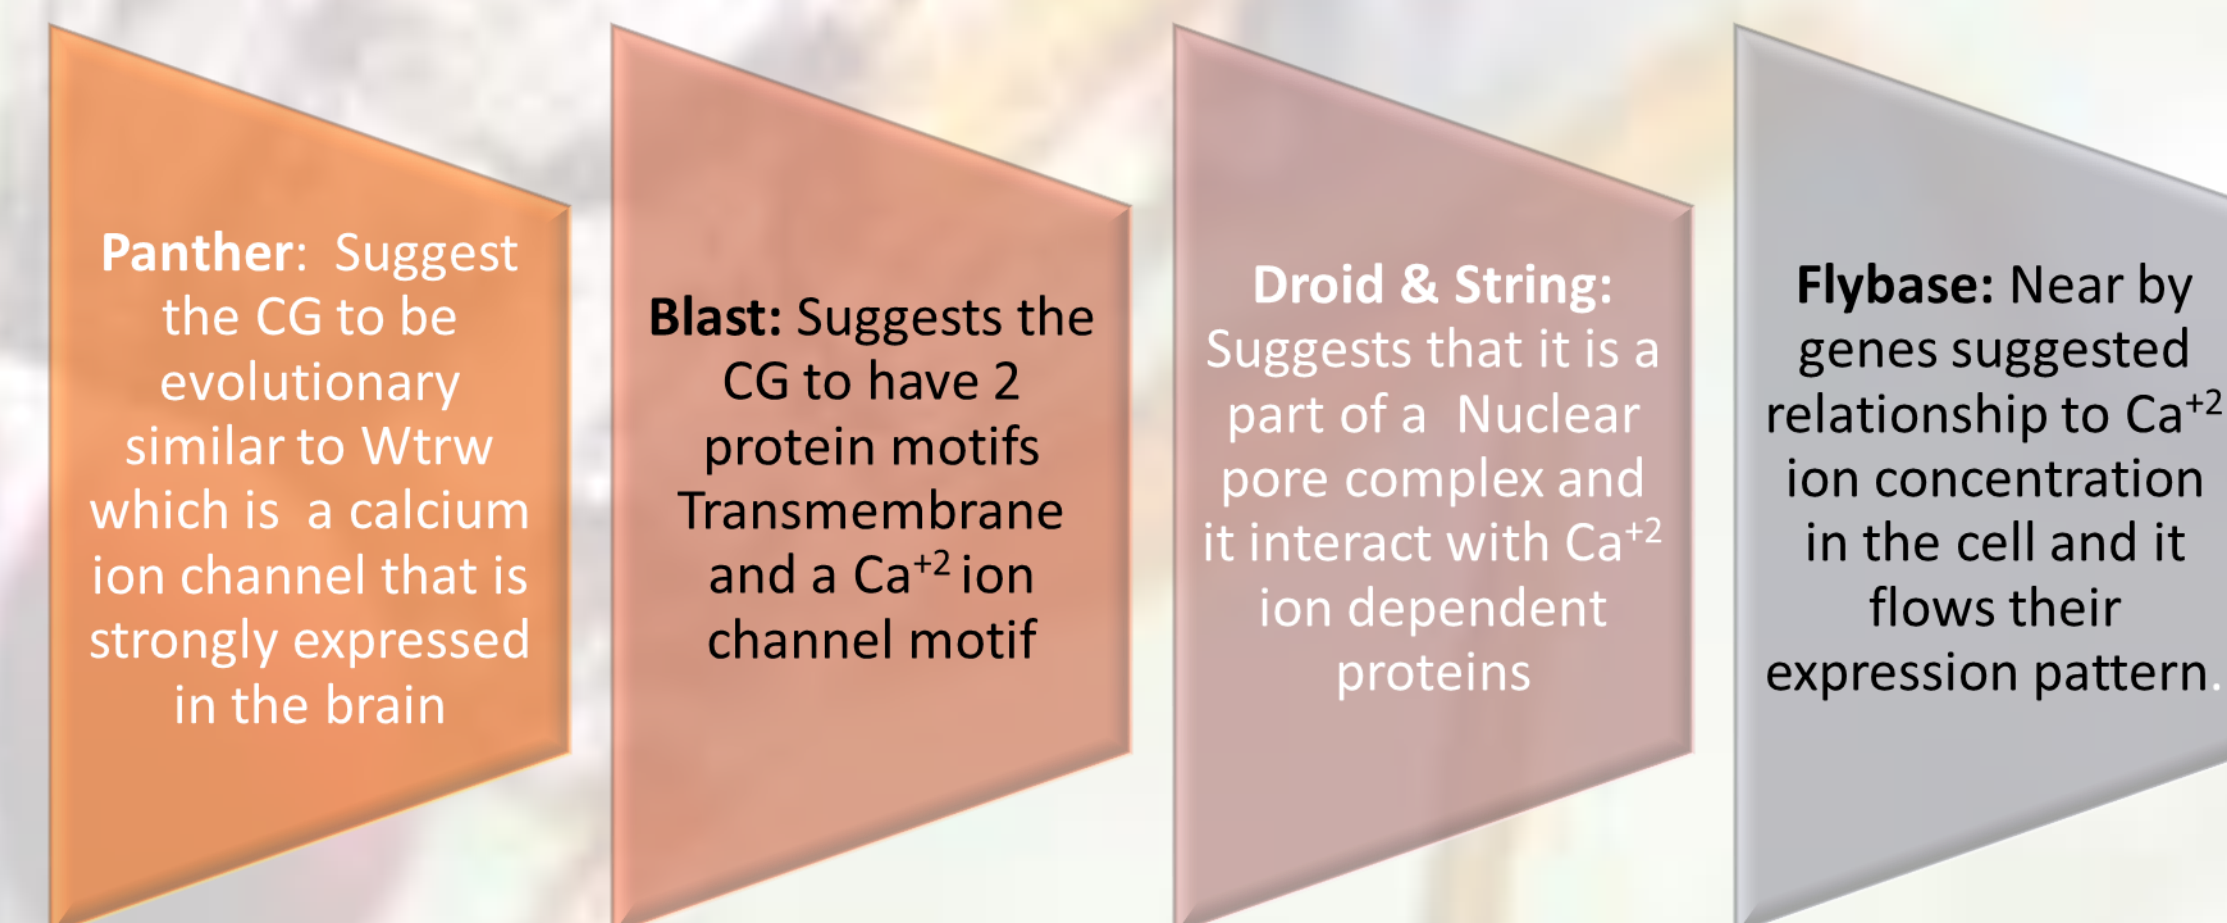 Panther:  Suggest
the CG to be
evolutionary
similar to Wtrw
which is  a calcium
ion channel that is
strongly expressed
in the brain
Blast: Suggests the
CG to have 2
protein motifs
Transmembrane
and a Ca⁺² ion
channel motif
Droid & String:
Suggests that it is a
part of a  Nuclear
pore complex and
it interact with Ca⁺²
ion dependent
proteins
Flybase: Near by
genes suggested
relationship to Ca⁺²
ion concentration
in the cell and it
flows their
expression pattern.